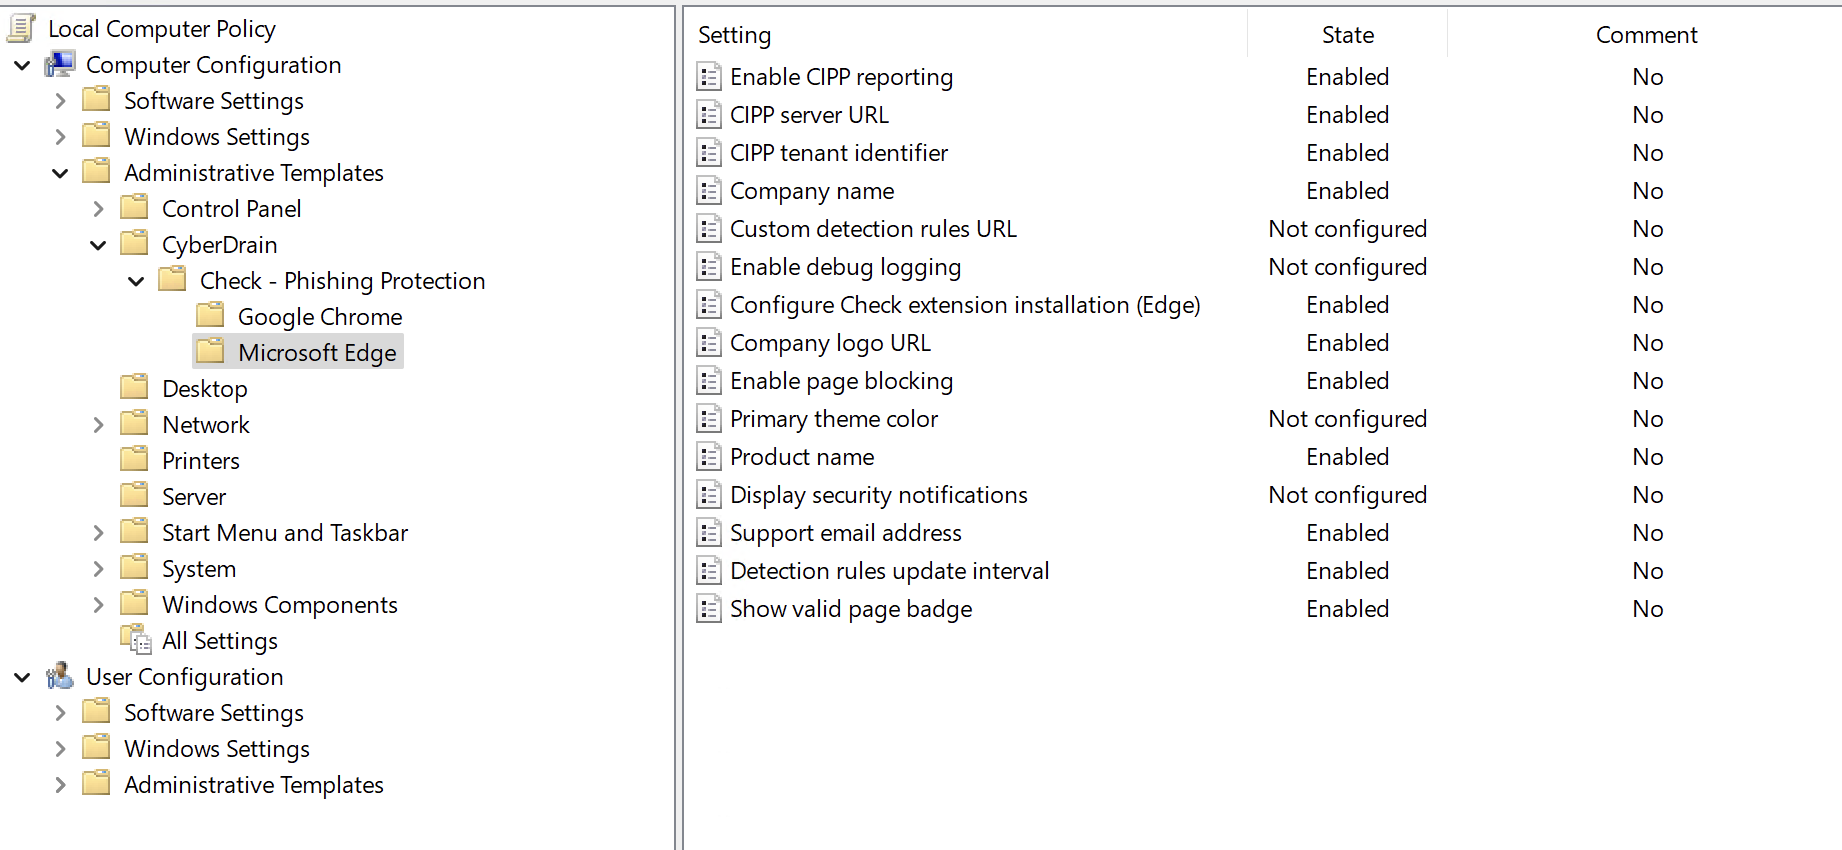 Local Computer Policy
Computer Configuration
Software Settings
Windows Settings
Administrative Templates
Control Panel
CyberDrain
Check - Phishing Protection
Google Chrome
Microsoft Edge
Desktop
Network
Printers
Server
Start Menu and Taskbar
System
Windows Components
All Settings
User Configuration
Software Settings
Windows Settings
Administrative Templates
Setting State Comment
Enable CIPP reporting Enabled No
CIPP server URL Enabled No
CIPP tenant identifier Enabled No
Company name Enabled No
Custom detection rules URL Not configured No
Enable debug logging Not configured No
Configure Check extension installation (Edge) Enabled No
Company logo URL Enabled No
Enable page blocking Enabled No
Primary theme color Not configured No
Product name Enabled No
Display security notifications Not configured No
Support email address Enabled No
Detection rules update interval Enabled No
Show valid page badge Enabled No